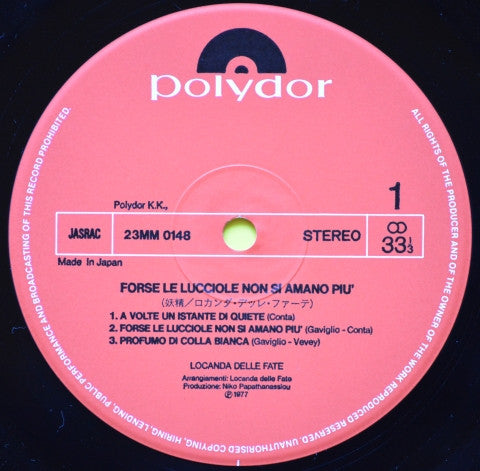 polydor
Polydor K.K.,
1
JASRAC
23MM 0148
STEREO
33 1/3
Made In Japan
FORSE LE LUCCIOLE NON SI AMANO PIU'
(妖精／ロカンダ・デッレ・ファーテ)
1. A VOLTE UN ISTANTE DI QUIETE (Conta)
2. FORSE LE LUCCIOLE NON SI AMANO PIU' (Gaviglio - Conta)
3. PROFUMO DI COLLA BIANCA (Gaviglio - Vevey)
LOCANDA DELLE FATE
Arrangiamenti: Locanda delle Fato
Produzione: Niko Papathanassiou
Ⓟ1977
ALL RIGHTS OF THE PRODUCER AND OF THE OWNER OF THE WORK REPRODUCED RESERVED. UNAUTHORISED COPYING, HIRING, LENDING, PUBLIC PERFORMANCE AND BROADCASTING OF THIS RECORD PROHIBITED.